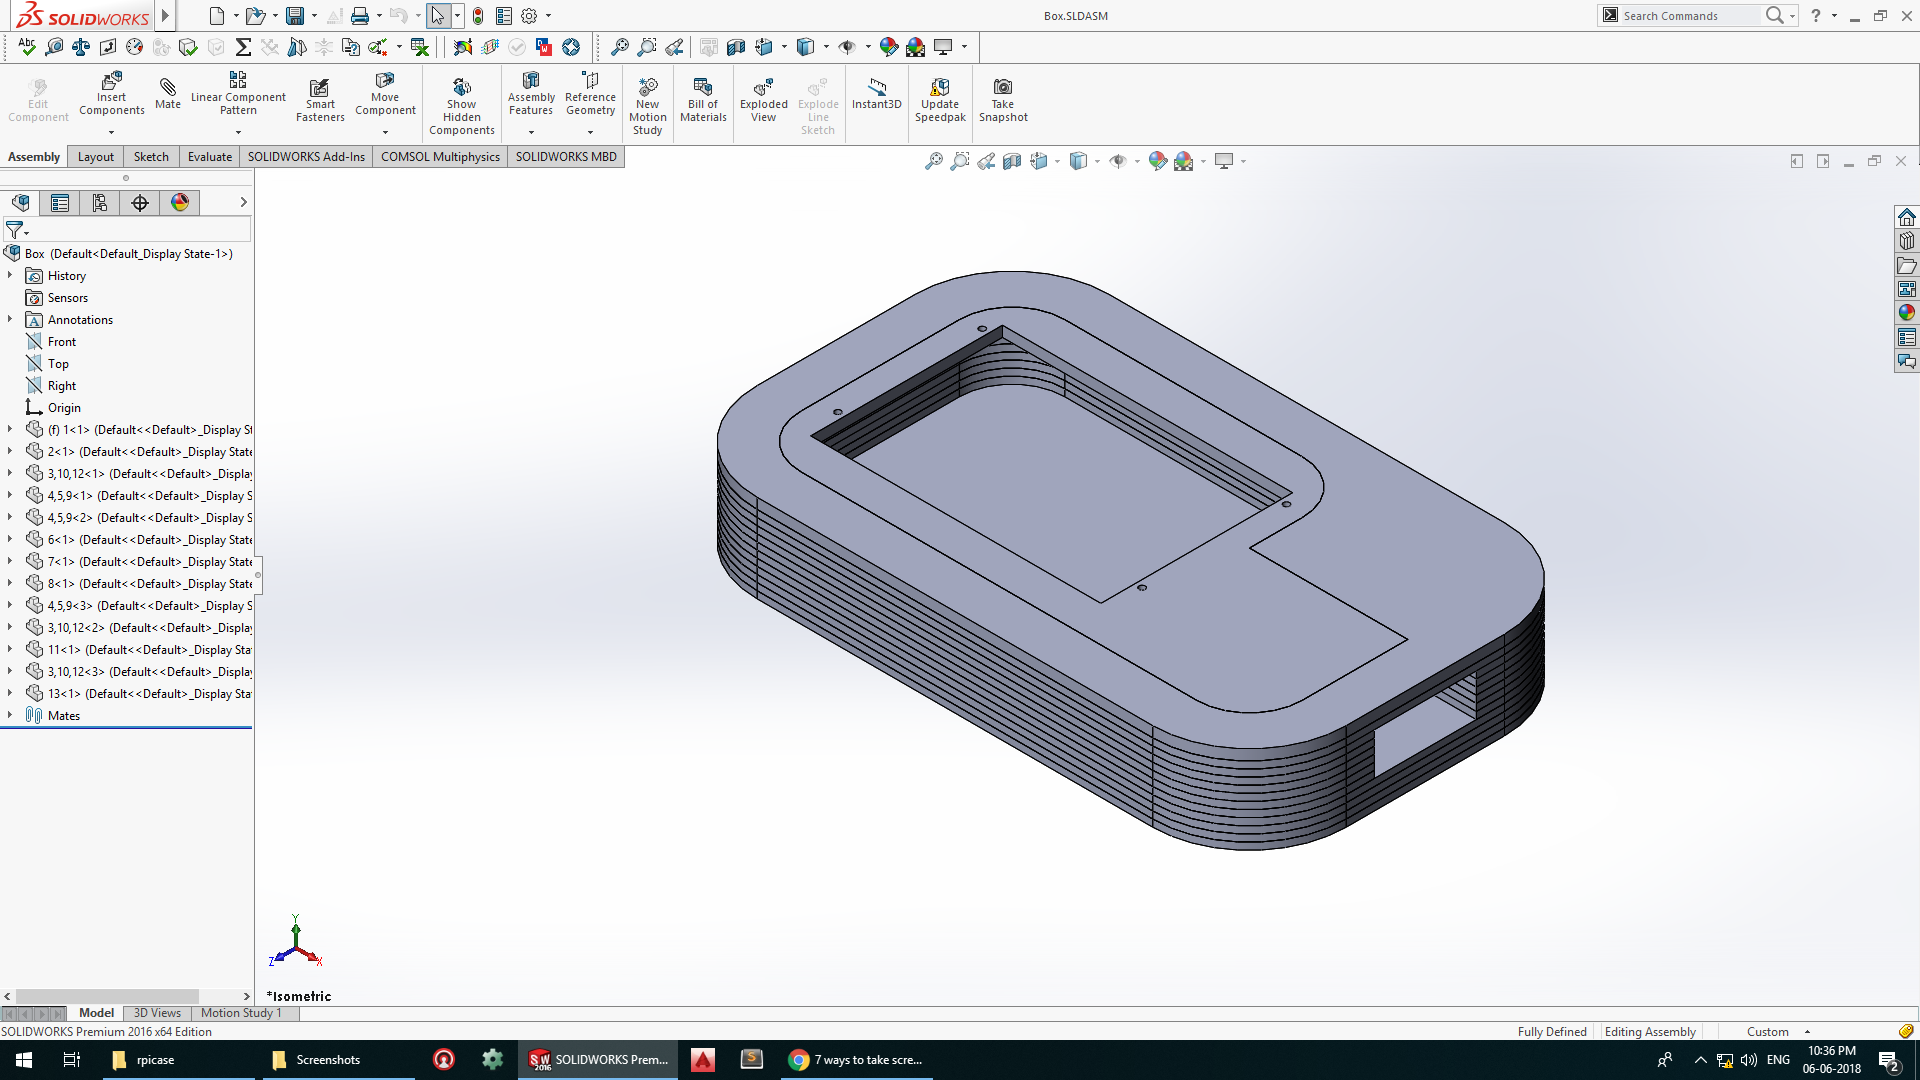 SOLIDWORKS
Box.SLDASM
Search Commands
?
Abc
Edit Component
Insert Components
Mate
Linear Component Pattern
Smart Fasteners
Move Component
Show Hidden Components
Assembly Features
Reference Geometry
New Motion Study
Bill of Materials
Exploded View
Explode Line Sketch
Instant3D
Update Speedpak
Take Snapshot
Assembly
Layout
Sketch
Evaluate
SOLIDWORKS Add-Ins
COMSOL Multiphysics
SOLIDWORKS MBD
Box (Default<Default_Display State-1>)
History
Sensors
Annotations
Front
Top
Right
Origin
(f) 1<1> (Default<<Default>_Display St
2<1> (Default<<Default>_Display State
3,10,12<1> (Default<<Default>_Display
4,5,9<1> (Default<<Default>_Display S
4,5,9<2> (Default<<Default>_Display S
6<1> (Default<<Default>_Display State
7<1> (Default<<Default>_Display State
8<1> (Default<<Default>_Display State
4,5,9<3> (Default<<Default>_Display S
3,10,12<2> (Default<<Default>_Display
11<1> (Default<<Default>_Display Sta
3,10,12<3> (Default<<Default>_Display
13<1> (Default<<Default>_Display Sta
Mates
Y
Z
X
*Isometric
Model
3D Views
Motion Study 1
SOLIDWORKS Premium 2016 x64 Edition
Fully Defined
Editing Assembly
Custom
rpicase
Screenshots
SW 2016
SOLIDWORKS Prem...
7 ways to take scre...
ENG
10:36 PM
06-06-2018
2